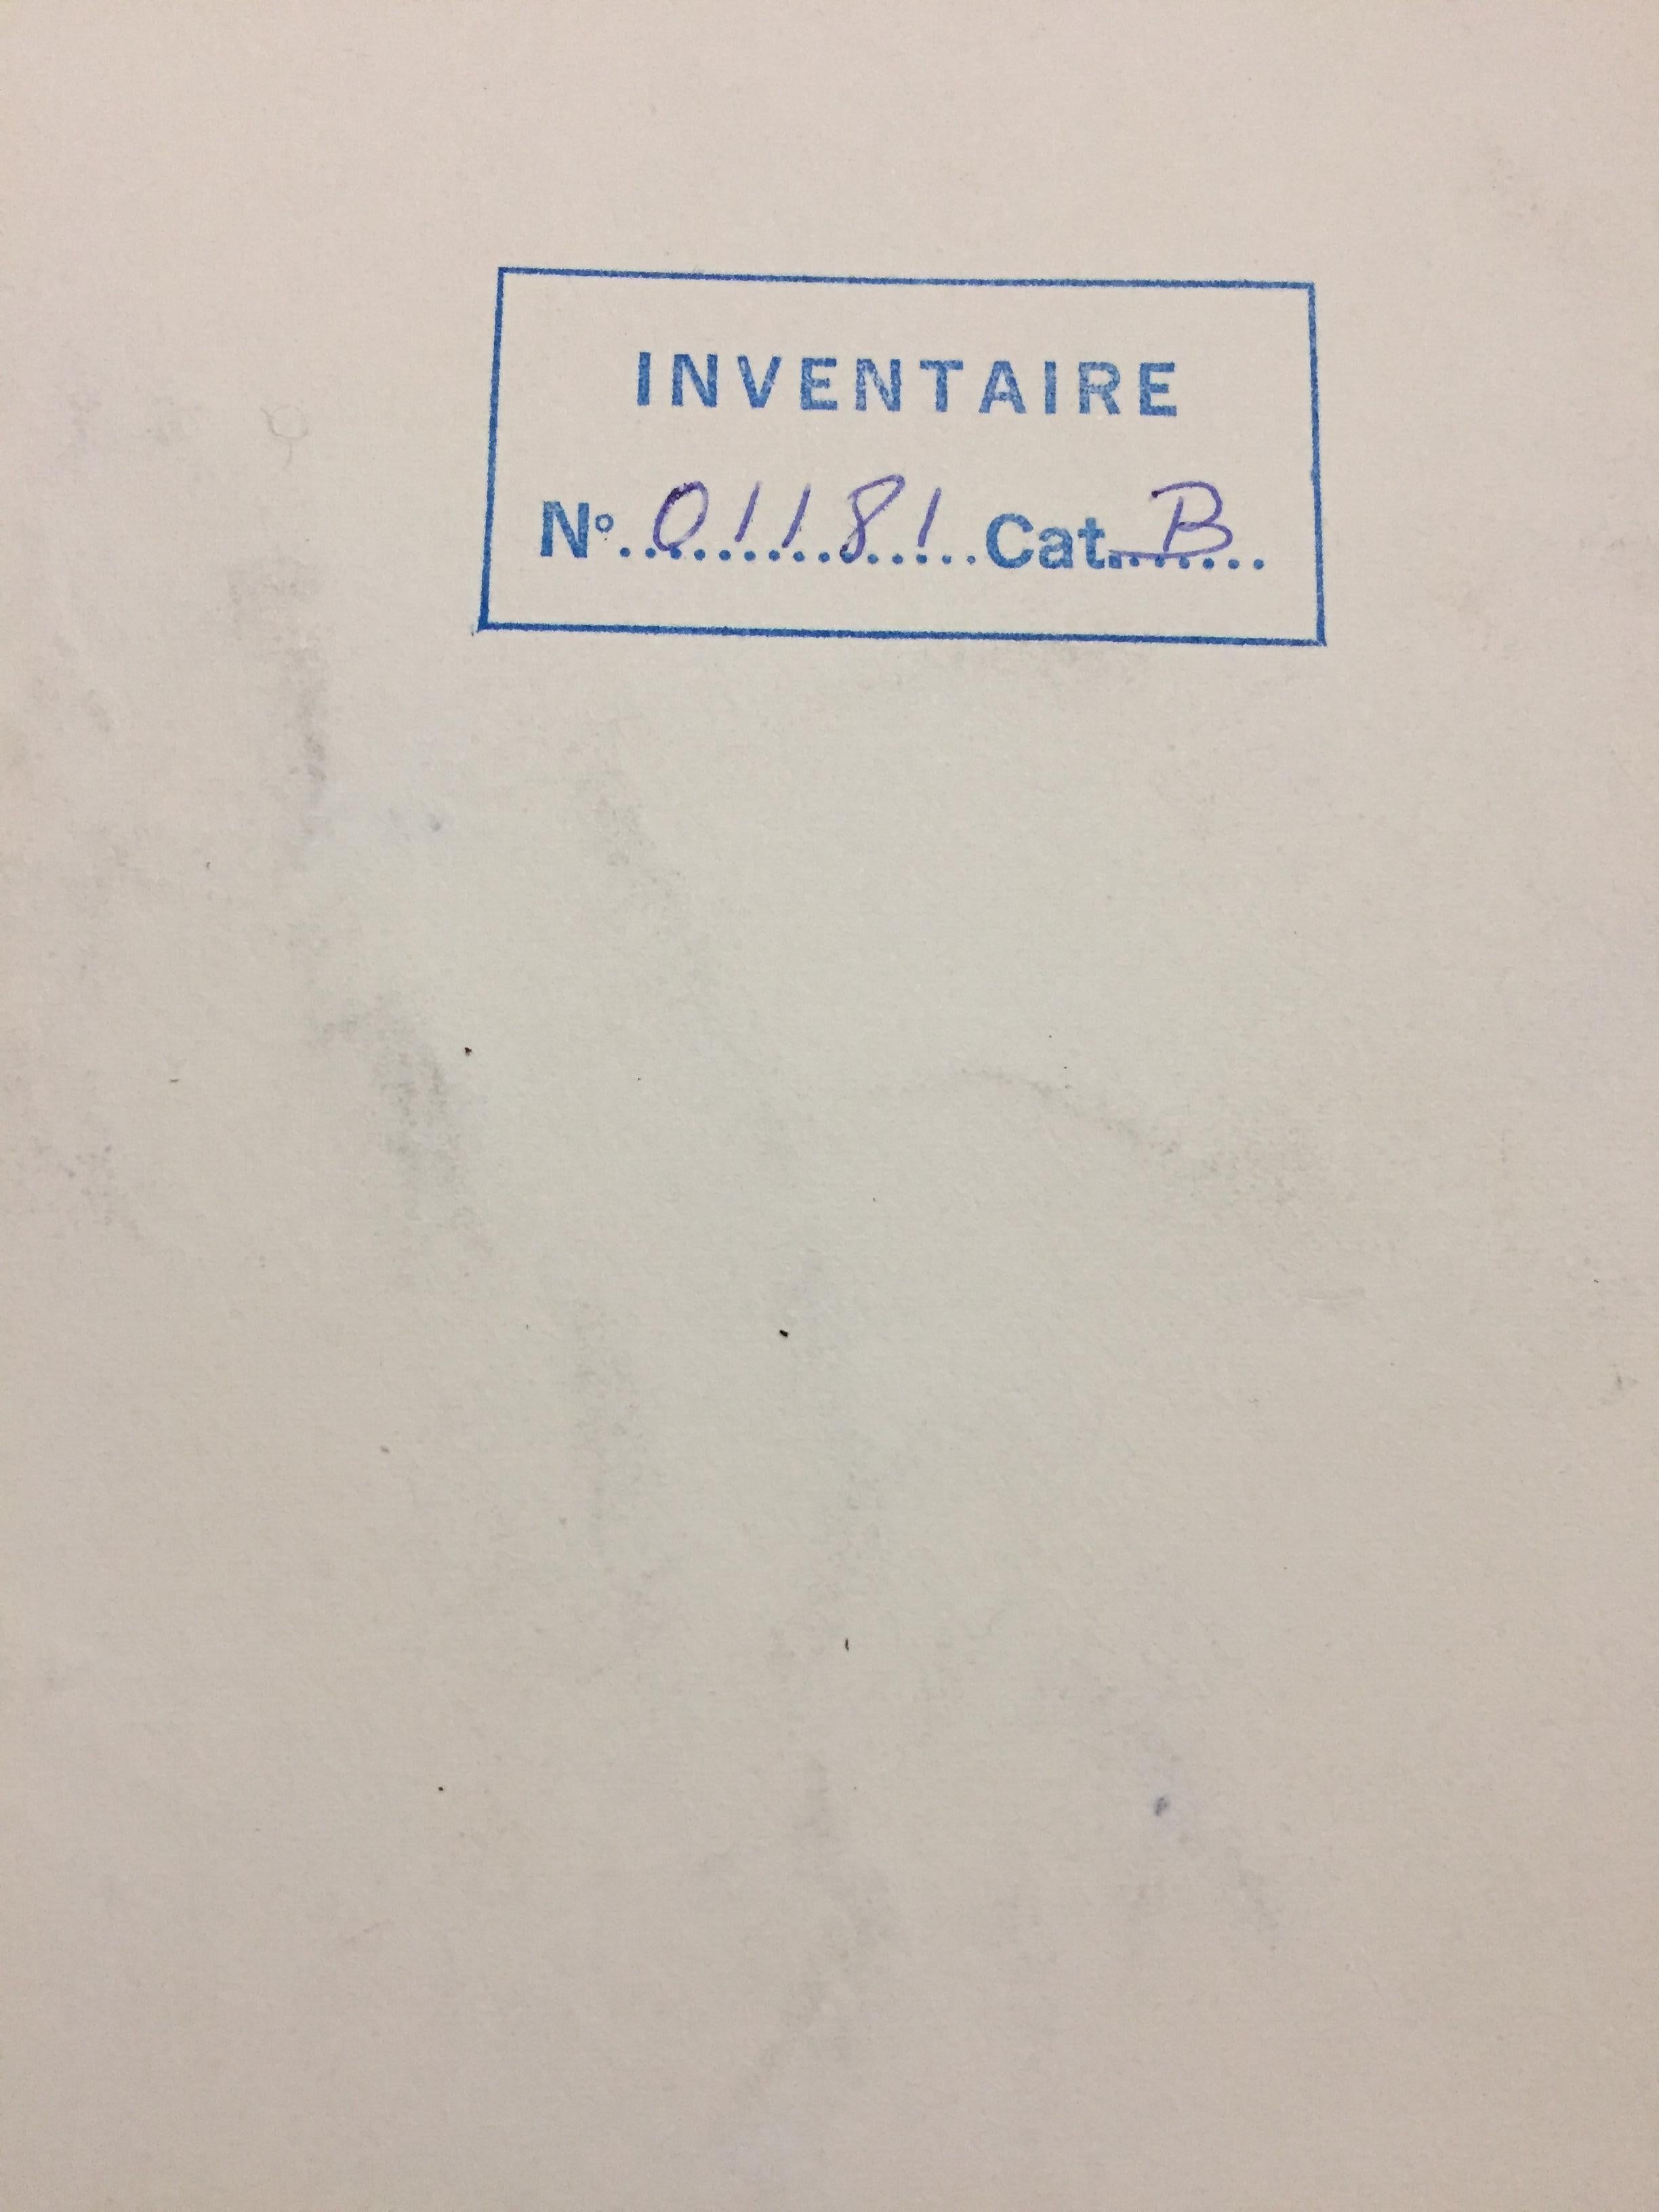 INVENTAIRE
N° 01181 Cat. B